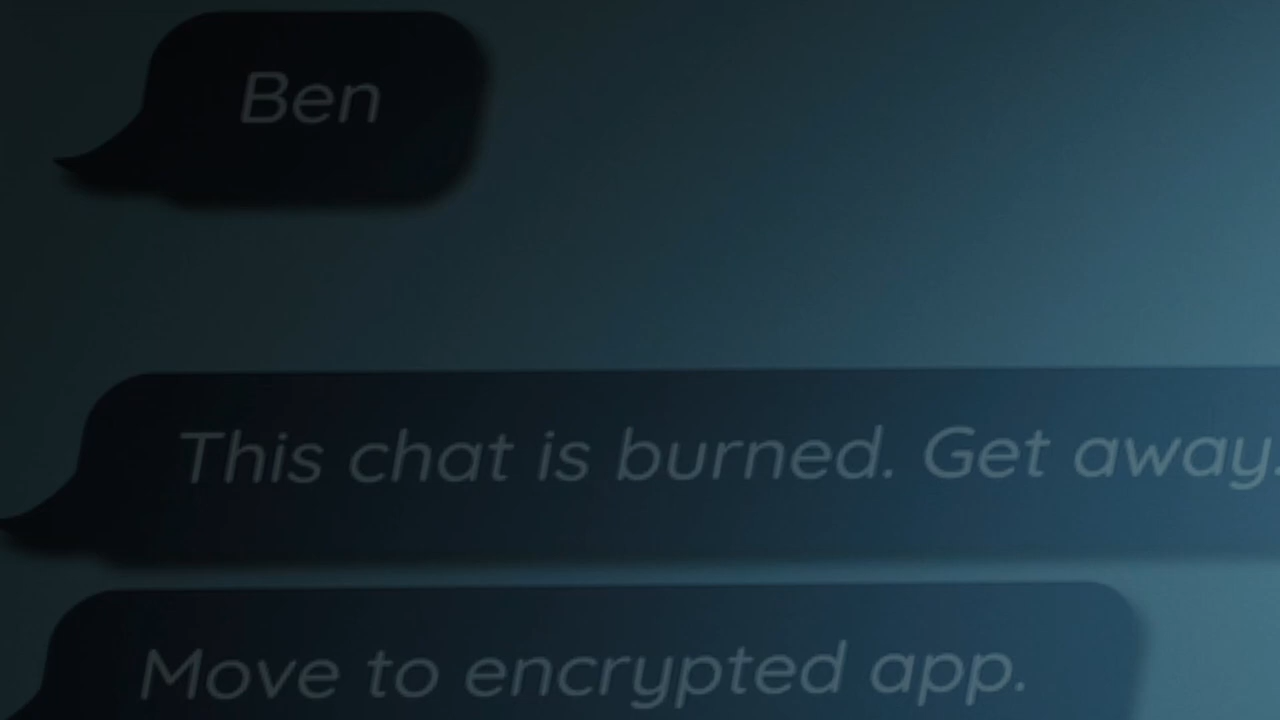 Ben
This chat is burned. Get away.
Move to encrypted app.